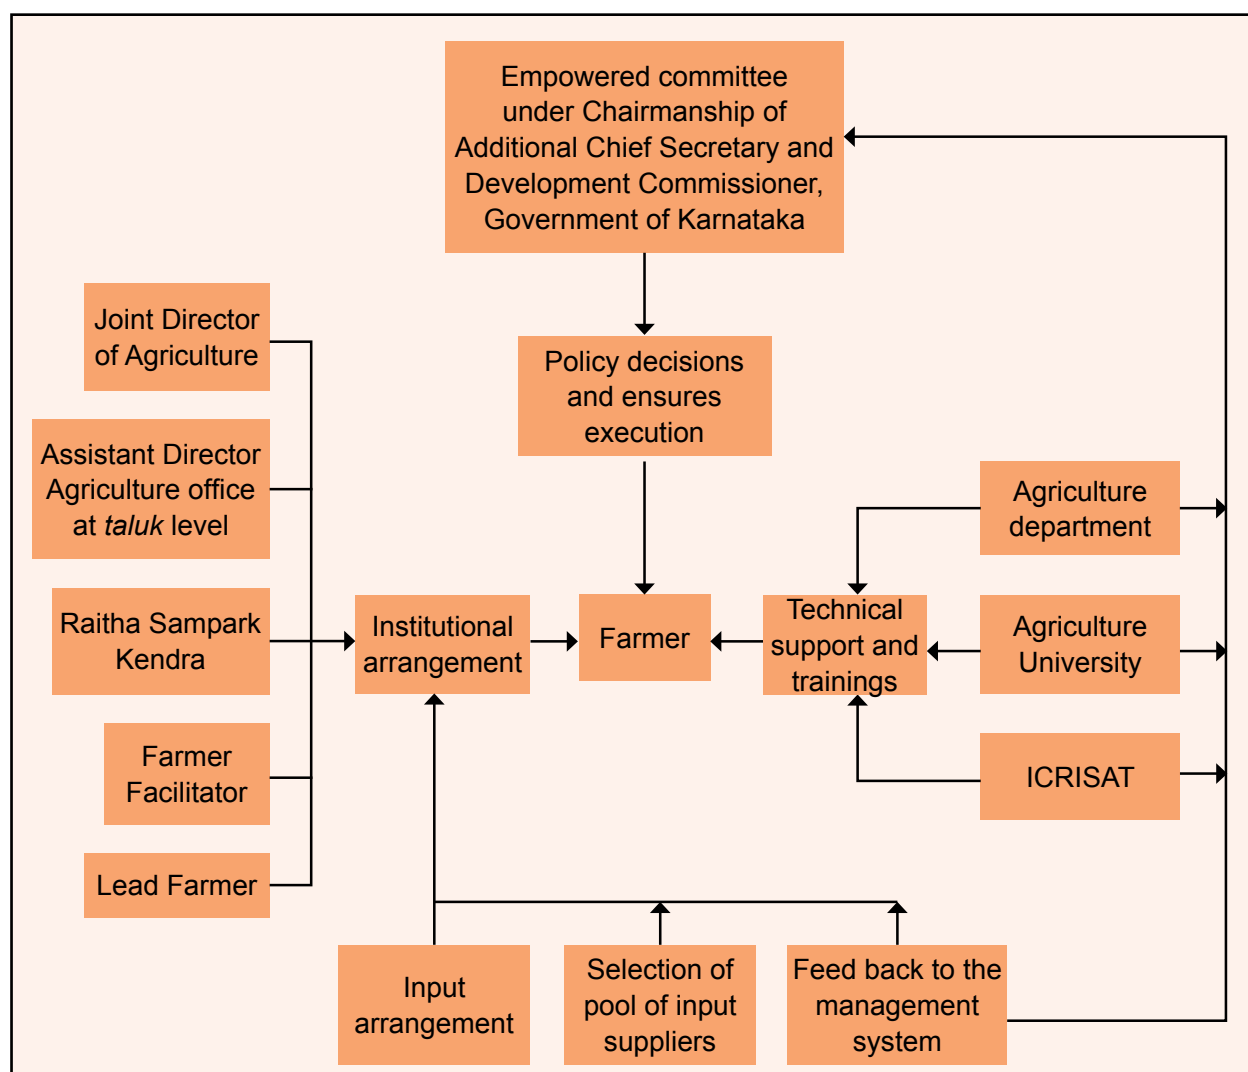 Empowered committee
under Chairmanship of
Additional Chief Secretary and
Development Commissioner,
Government of Karnataka
Joint Director
of Agriculture
Policy decisions
and ensures
execution
Assistant Director
Agriculture office
at taluk level
Agriculture
department
Raitha Sampark
Kendra
Institutional
arrangement
Farmer
Technical
support and
trainings
Agriculture
University
Farmer
Facilitator
ICRISAT
Lead Farmer
Input
arrangement
Selection of
pool of input
suppliers
Feed back to the
management
system